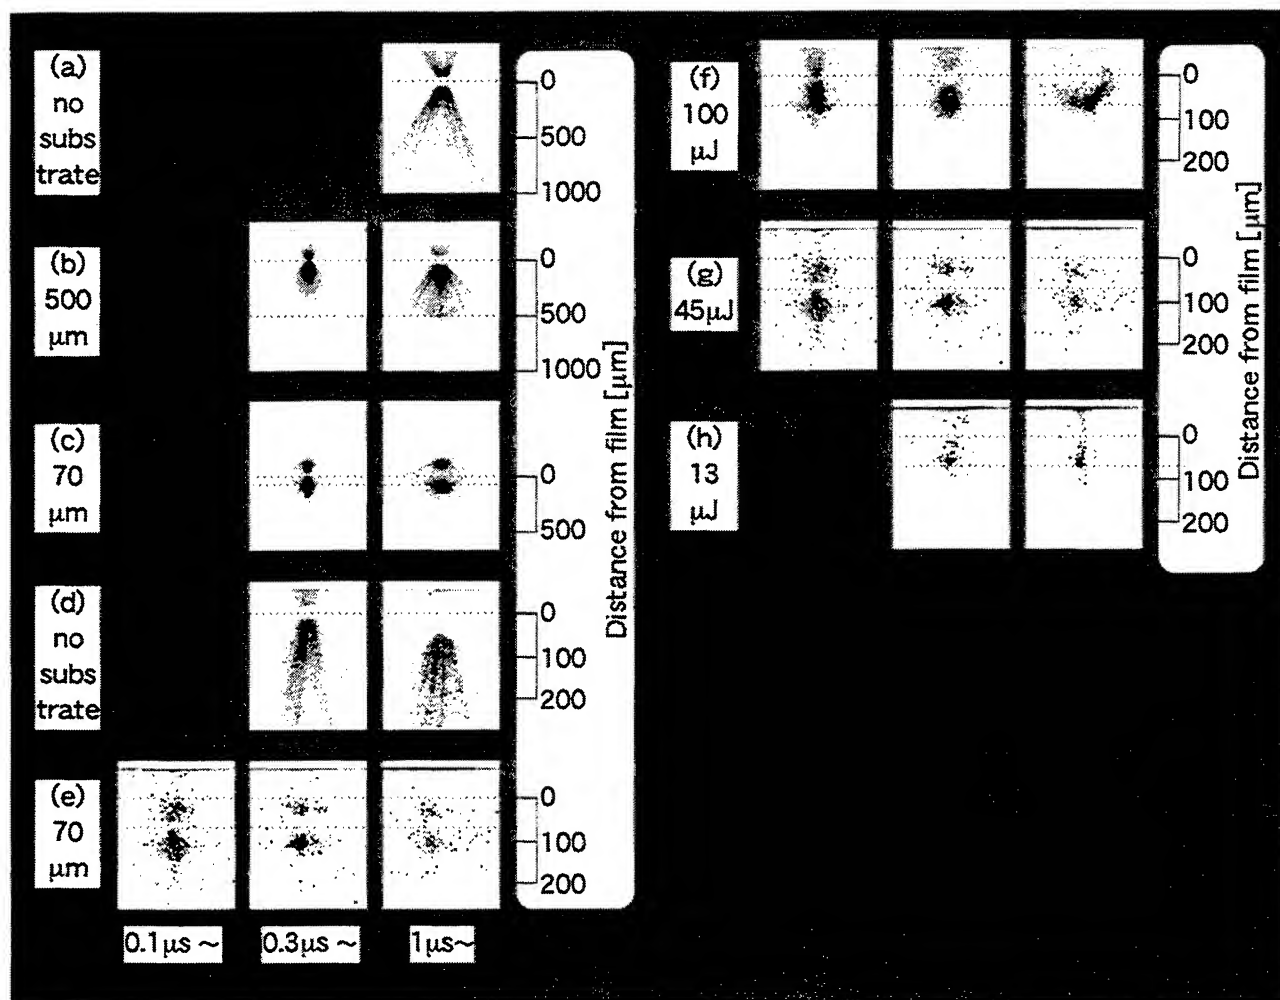 (a)
no
subs
trate
0
500
1000
(b)
500
μm
0
500
1000
(c)
70
μm
0
500
(d)
no
subs
trate
0
100
200
(e)
70
μm
0
100
200
Distance from film [μm]
0.1μs ~
0.3μs ~
1μs~
(f)
100
μJ
0
100
200
(g)
45μJ
0
100
200
(h)
13
μJ
0
100
200
Distance from film [μm]